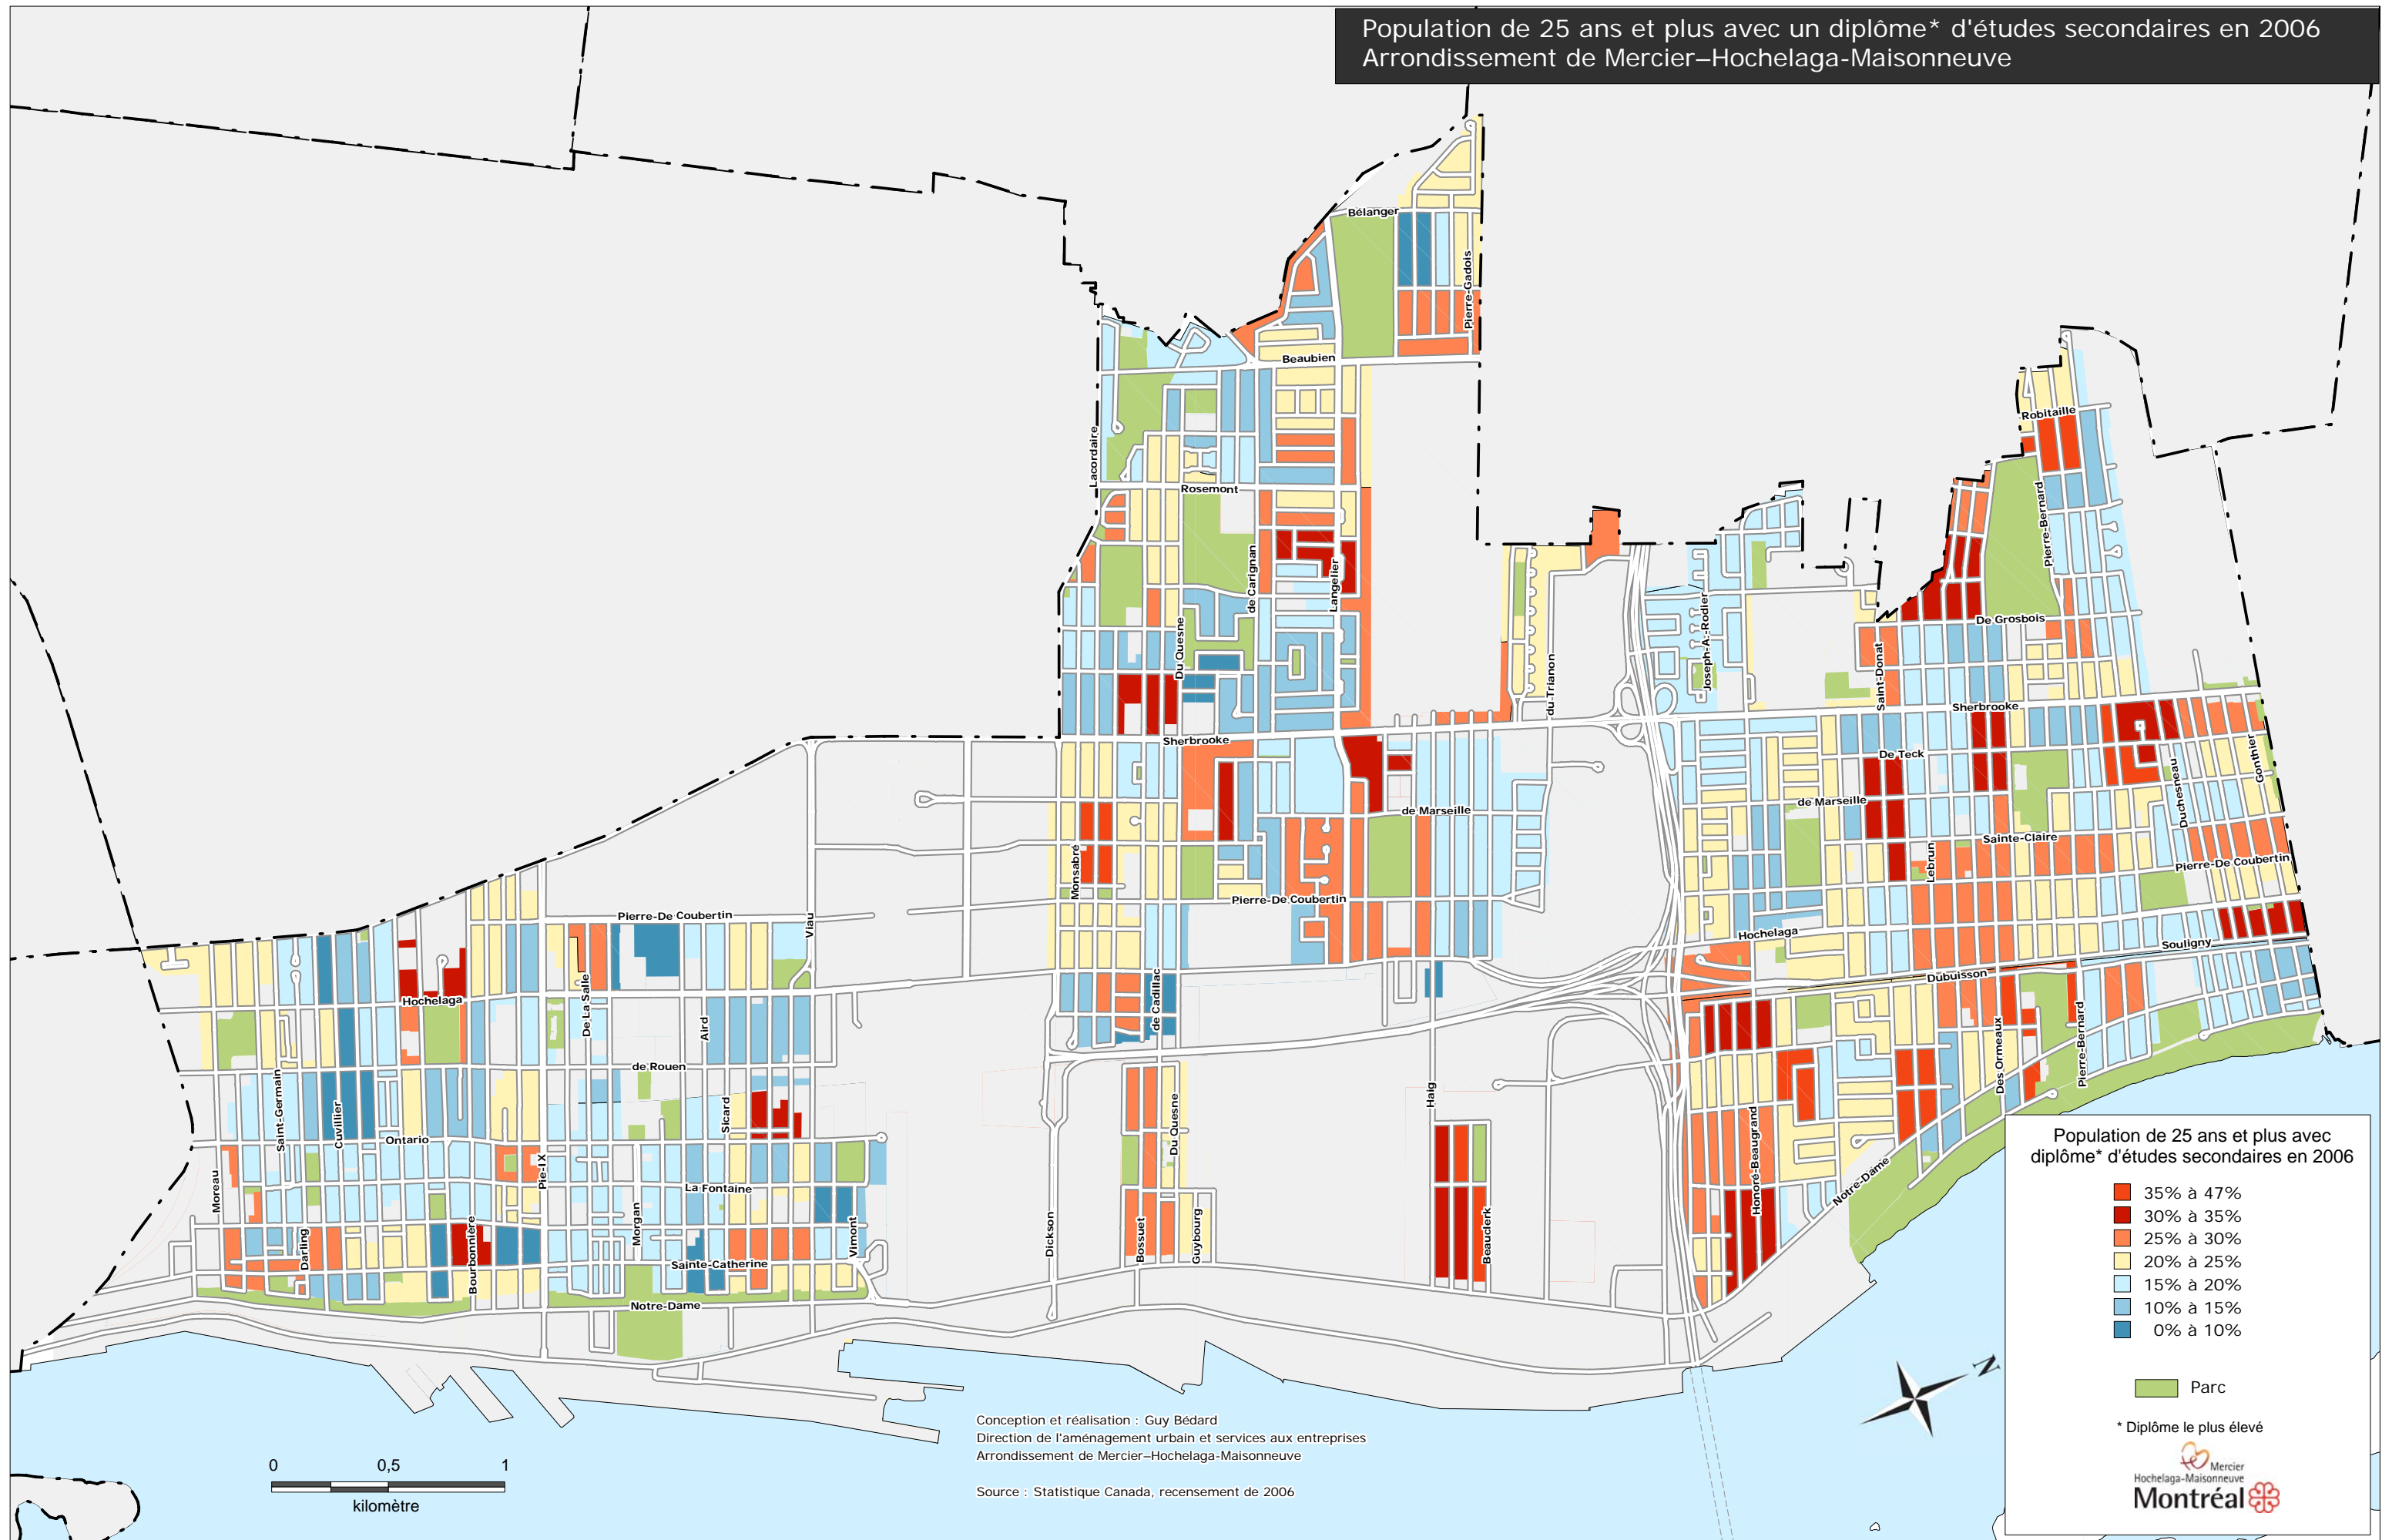 Population de 25 ans et plus avec un diplôme* d'études secondaires en 2006
Arrondissement de Mercier–Hochelaga-Maisonneuve
Bélanger
Pierre-Gadois
Beaubien
Robitaille
Lacordaire
Rosemont
Pierre-Bernard
de Carignan
Langelier
Du Quesne
De Grosbois
Joseph-A.-Rodier
du Trianon
Saint-Donat
Sherbrooke
Sherbrooke
De Teck
Gonthier
Duchesneau
de Marseille
de Marseille
Sainte-Claire
Monsabré
Lebrun
Pierre-De Coubertin
Pierre-De Coubertin
Pierre-De Coubertin
Viau
Hochelaga
Souligny
Dubuisson
Hochelaga
De La Salle
Aird
de Cadillac
Pierre-Bernard
Des Ormeaux
de Rouen
Saint-Germain
Cuvillier
Ontario
Sicard
Haig
Du Quesne
Honoré-Beaugrand
Moreau
Pie-IX
La Fontaine
Notre-Dame
Darling
Bourbonnière
Morgan
Vimont
Dickson
Bossuet
Guybourg
Beauclerk
Sainte-Catherine
Notre-Dame
Population de 25 ans et plus avec
diplôme* d'études secondaires en 2006
35% à 47%
30% à 35%
25% à 30%
20% à 25%
15% à 20%
10% à 15%
0% à 10%
Parc
* Diplôme le plus élevé
Mercier
Hochelaga-Maisonneuve
Montréal
N
Conception et réalisation : Guy Bédard
Direction de l'aménagement urbain et services aux entreprises
Arrondissement de Mercier–Hochelaga-Maisonneuve
Source : Statistique Canada, recensement de 2006
0 0,5 1
kilomètre